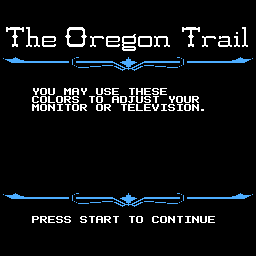 The Oregon Trail
YOU MAY USE THESE
COLORS TO ADJUST YOUR
MONITOR OR TELEVISION.
PRESS START TO CONTINUE